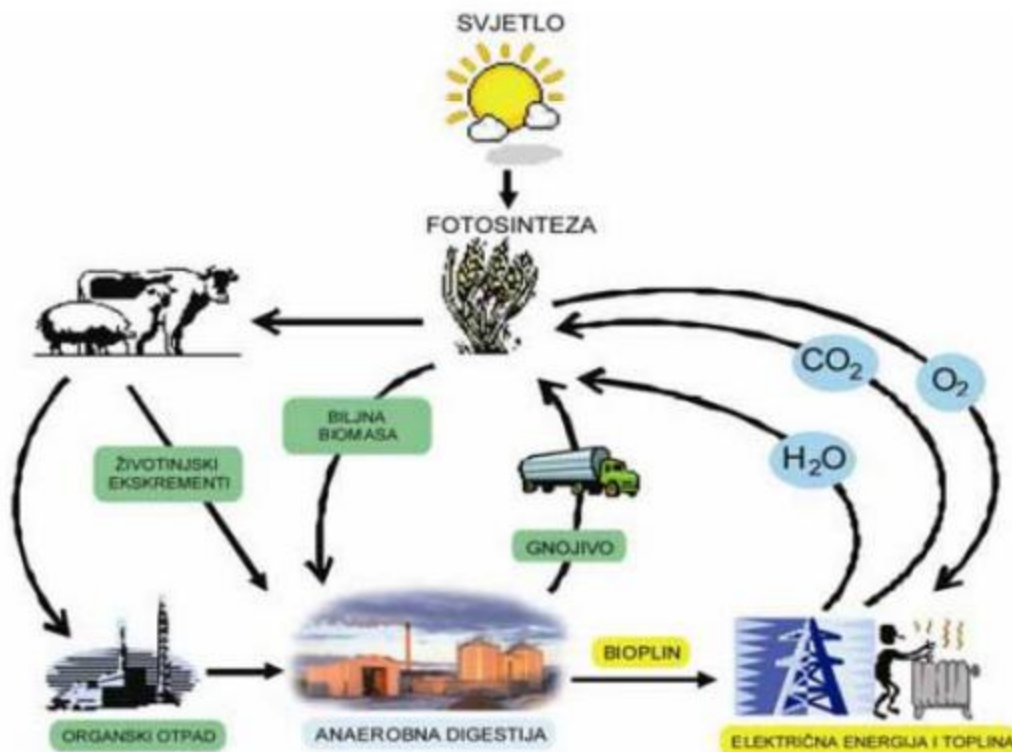 SVJETLO
FOTOSINTEZA
CO₂
O₂
BILJNA
BIOMASA
H₂O
ŽIVOTINJSKI
EKSKREMENTI
GNOJIVO
BIOPLIN
ORGANSKI OTPAD
ANAEROBNA DIGESTIJA
ELEKTRIČNA ENERGIJA I TOPLINA